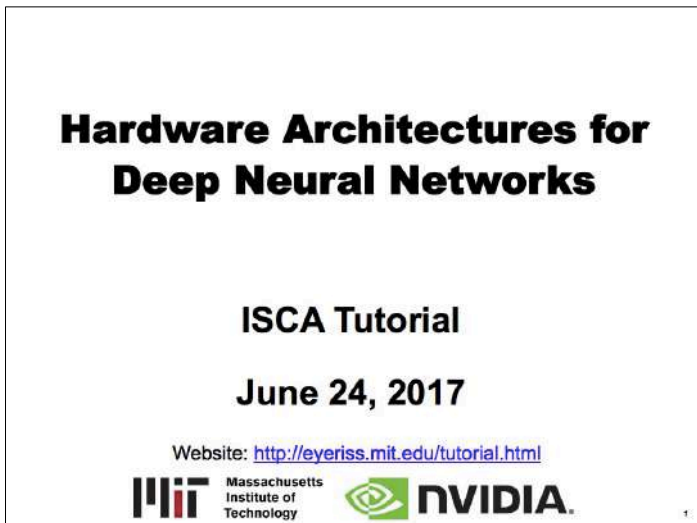 Hardware Architectures for
Deep Neural Networks
ISCA Tutorial
June 24, 2017
Website: http://eyeriss.mit.edu/tutorial.html
Massachusetts
Institute of
Technology
NVIDIA.
1